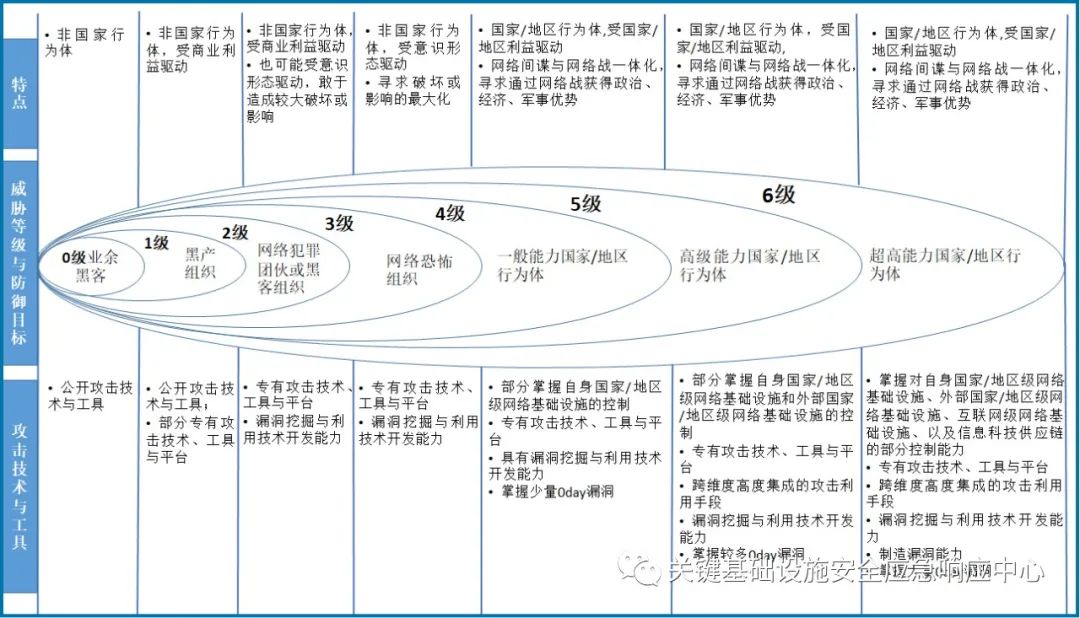 特点
• 非国家行
为体
• 非国家行为
体，受商业利
益驱动
• 非国家行为体，
受商业利益驱动
• 也可能受意识
形态驱动，敢于
造成较大破坏或
影响
• 非国家行为
体，受意识形
态驱动
• 寻求破坏或
影响的最大化
• 国家/地区行为体,受国家
/地区利益驱动
• 网络间谍与网络战一体化，
寻求通过网络战获得政治、
经济、军事优势
• 国家/地区行为体，受国
家/地区利益驱动,
• 网络间谍与网络战一体化，
寻求通过网络战获得政治、
经济、军事优势
• 国家/地区行为体,受国家/
地区利益驱动
• 网络间谍与网络战一体化，
寻求通过网络战获得政治、
经济、军事优势
威胁等级与防御目标
0级业余
黑客
1级
黑产
组织
2级
网络犯罪
团伙或黑
客组织
3级
网络恐怖
组织
4级
一般能力国家/地区
行为体
5级
高级能力国家/地区
行为体
6级
超高能力国家/地区行
为体
攻击技术与工具
• 公开攻击技
术与工具
• 公开攻击技
术与工具；
• 部分专有攻
击技术、工具
与平台
• 专有攻击技术、
工具与平台
• 漏洞挖掘与利
用技术开发能力
• 专有攻击技术、
工具与平台
• 漏洞挖掘与利用
技术开发能力
• 部分掌握自身国家/地区
级网络基础设施的控制
• 专有攻击技术、工具与平
台
• 具有漏洞挖掘与利用技术
开发能力
• 掌握少量0day漏洞
• 部分掌握自身国家/地区
级网络基础设施和外部国家
/地区级网络基础设施的控
制
• 专有攻击技术、工具与平
台
• 跨维度高度集成的攻击利用
手段
• 漏洞挖掘与利用技术开发
能力
• 掌握较多0day漏洞
• 掌握对自身国家/地区级网络
基础设施、外部国家/地区级网
络基础设施、互联网级网络基
础设施、以及信息科技供应链
的部分控制能力
• 专有攻击技术、工具与平台
• 跨维度高度集成的攻击利用
手段
• 漏洞挖掘与利用技术开发能
力
• 制造漏洞能力
• 掌握大量0day漏洞
关键基础设施安全应急响应中心